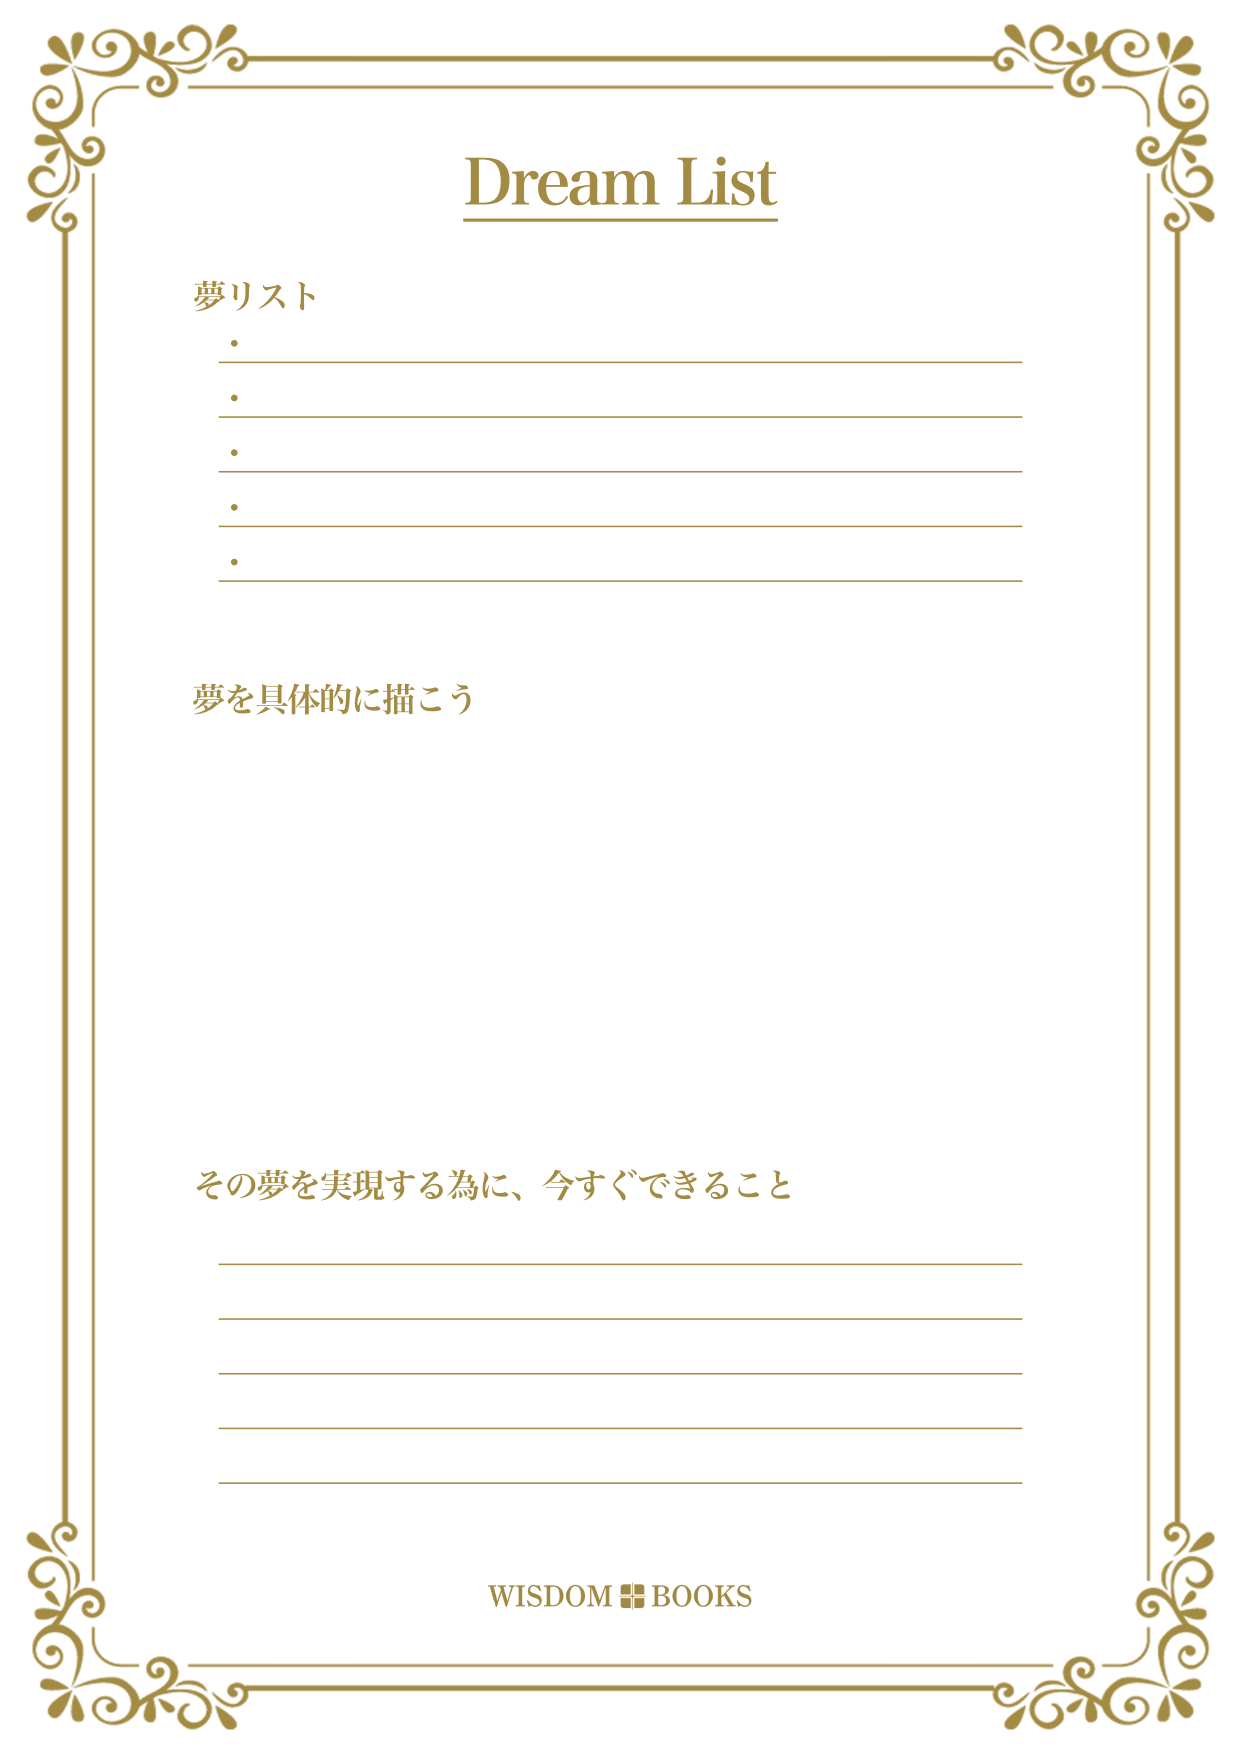 Dream List
夢リスト
・
・
・
・
・
夢を具体的に描こう
その夢を実現する為に、今すぐできること
WISDOM BOOKS